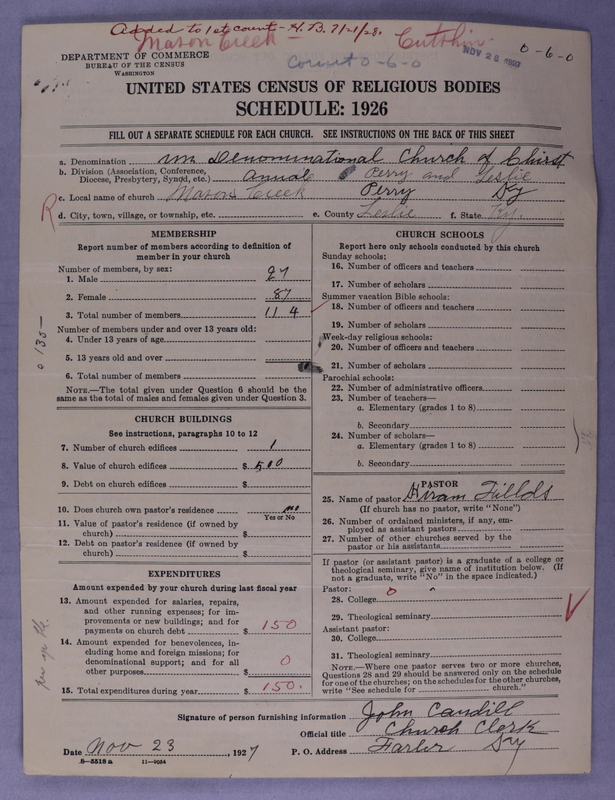 Added to 1st count - H.B. 7/21/28.
Mason Creek - Cutshin
NOV 26 1927
0-6-0
Count 0-6-0
DEPARTMENT OF COMMERCE
BUREAU OF THE CENSUS
WASHINGTON
UNITED STATES CENSUS OF RELIGIOUS BODIES
SCHEDULE: 1926
FILL OUT A SEPARATE SCHEDULE FOR EACH CHURCH. SEE INSTRUCTIONS ON THE BACK OF THIS SHEET
a. Denomination Un Denominational Church of Christ
b. Division (Association, Conference, Diocese, Presbytery, Synod, etc.) annual Perry and Leslie
c. Local name of church Masons Creek Perry Ky
R
d. City, town, village, or township, etc. e. County Leslie f. State Ky.
MEMBERSHIP
Report number of members according to definition of member in your church
Number of members, by sex:
1. Male 27
2. Female 87
3. Total number of members 114
Number of members under and over 13 years old:
4. Under 13 years of age
5. 13 years old and over
6. Total number of members
NOTE.—The total given under Question 6 should be the same as the total of males and females given under Question 3.
CHURCH BUILDINGS
See instructions, paragraphs 10 to 12
7. Number of church edifices 1
8. Value of church edifices $ 500
9. Debt on church edifices $
10. Does church own pastor's residence no
Yes or No
11. Value of pastor's residence (if owned by church) $
12. Debt on pastor's residence (if owned by church) $
EXPENDITURES
Amount expended by your church during last fiscal year
13. Amount expended for salaries, repairs, and other running expenses; for improvements or new buildings; and for payments on church debt $ 150
14. Amount expended for benevolences, including home and foreign missions; for denominational support; and for all other purposes $ 0
15. Total expenditures during year $ 150.
CHURCH SCHOOLS
Report here only schools conducted by this church
Sunday schools:
16. Number of officers and teachers
17. Number of scholars
Summer vacation Bible schools:
18. Number of officers and teachers
19. Number of scholars
Week-day religious schools:
20. Number of officers and teachers
21. Number of scholars
Parochial schools:
22. Number of administrative officers
23. Number of teachers—
a. Elementary (grades 1 to 8)
b. Secondary
24. Number of scholars—
a. Elementary (grades 1 to 8)
b. Secondary
PASTOR
25. Name of pastor Hiram Fields
(If church has no pastor, write "None")
26. Number of ordained ministers, if any, employed as assistant pastors
27. Number of other churches served by the pastor or his assistants
If pastor (or assistant pastor) is a graduate of a college or theological seminary, give name of institution below. (If not a graduate, write "No" in the space indicated.)
Pastor:
28. College 0
29. Theological seminary
Assistant pastor:
30. College
31. Theological seminary
NOTE.—Where one pastor serves two or more churches, Questions 28 and 29 should be answered only on the schedule for one of the churches; on the schedules for the other churches, write "See schedule for church."
Signature of person furnishing information John Caudill
Official title Church Clerk
Date Nov 23, 1927
P. O. Address Farler Ky
8-5518 a 11-9034